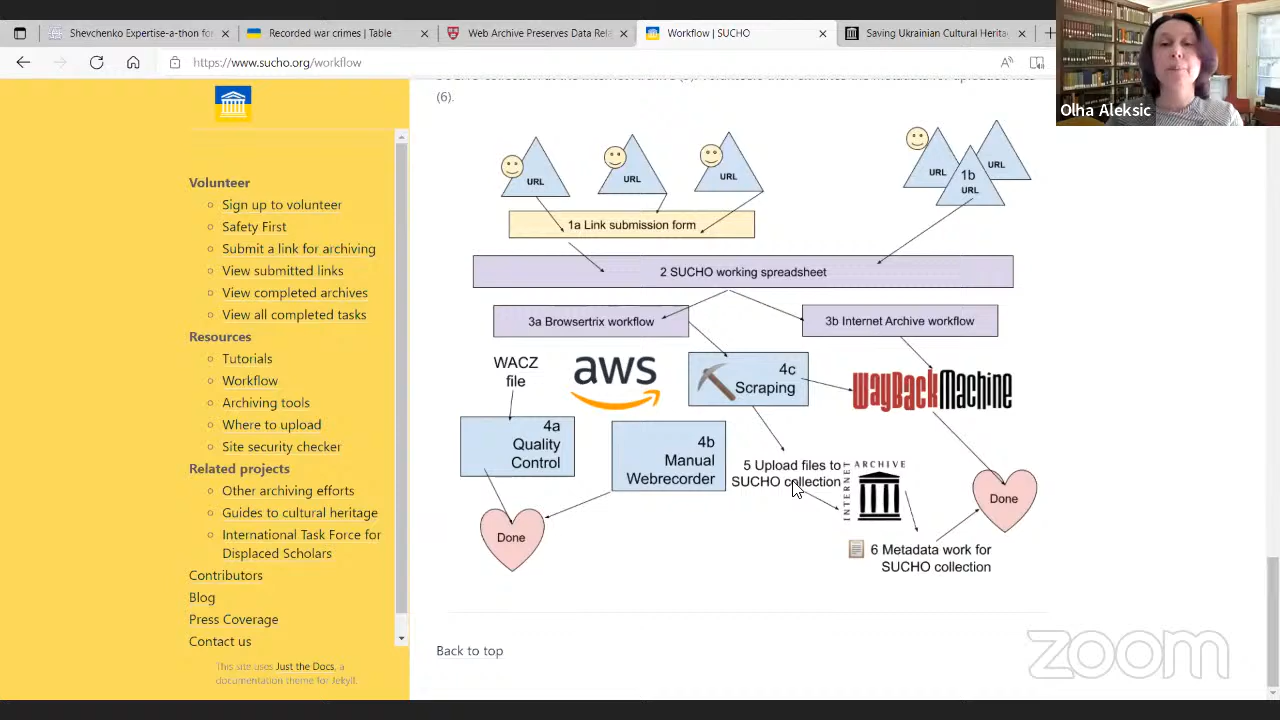 Shevchenko Expertise-a-thon for
Recorded war crimes | Table
Web Archive Preserves Data Rela
Workflow | SUCHO
Saving Ukrainian Cultural Heritag
https://www.sucho.org/workflow
Olha Aleksic
(6).
Volunteer
Sign up to volunteer
Safety First
Submit a link for archiving
View submitted links
View completed archives
View all completed tasks
Resources
Tutorials
Workflow
Archiving tools
Where to upload
Site security checker
Related projects
Other archiving efforts
Guides to cultural heritage
International Task Force for
Displaced Scholars
Contributors
Blog
Press Coverage
Contact us
This site uses Just the Docs, a
documentation theme for Jekyll.
URL
URL
URL
URL
1b
URL
URL
1a Link submission form
2 SUCHO working spreadsheet
3a Browsertrix workflow
3b Internet Archive workflow
WACZ
file
aws
4c
Scraping
WayBackMachine
4a
Quality
Control
4b
Manual
Webrecorder
5 Upload files to
SUCHO collection
INTERNET
ARCHIVE
Done
Done
6 Metadata work for
SUCHO collection
Back to top
zoom